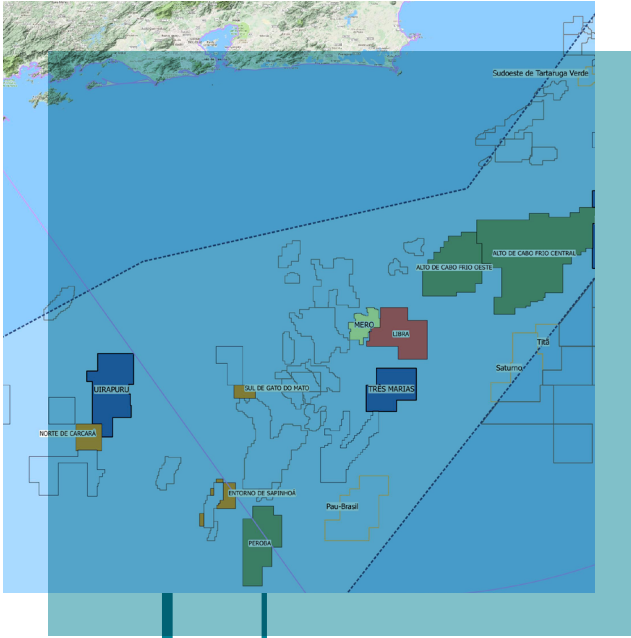 Sudoeste de Tartaruga Verde
ALTO DE CABO FRIO CENTRAL
ALTO DE CABO FRIO OESTE
MERO
LIBRA
Titã
Saturno
UIRAPURU
SUL DE GATO DO MATO
TRÊS MARIAS
NORTE DE CARCARÁ
ENTORNO DE SAPINHOÁ
Pau-Brasil
PEROBA